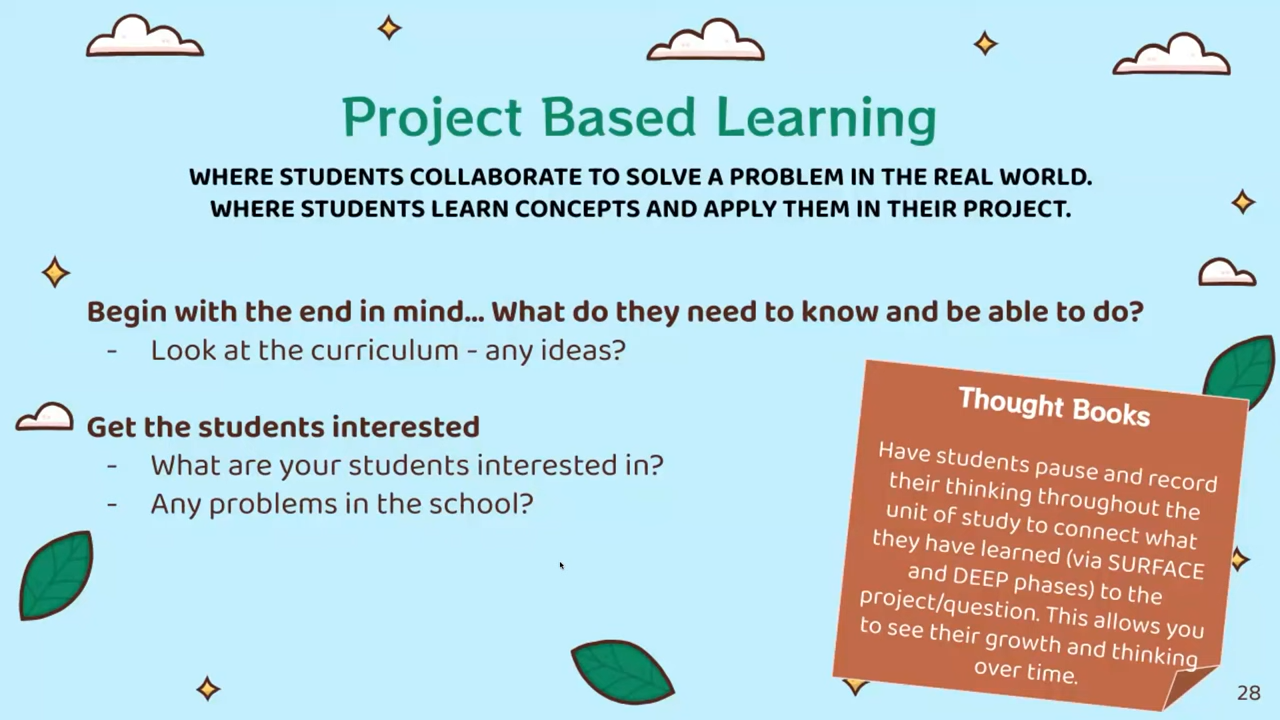 Project Based Learning
WHERE STUDENTS COLLABORATE TO SOLVE A PROBLEM IN THE REAL WORLD.
WHERE STUDENTS LEARN CONCEPTS AND APPLY THEM IN THEIR PROJECT.
Begin with the end in mind... What do they need to know and be able to do?
- Look at the curriculum - any ideas?
Get the students interested
- What are your students interested in?
- Any problems in the school?
Thought Books
Have students pause and record
their thinking throughout the
unit of study to connect what
they have learned (via SURFACE
and DEEP phases) to the
project/question. This allows you
to see their growth and thinking
over time.
28